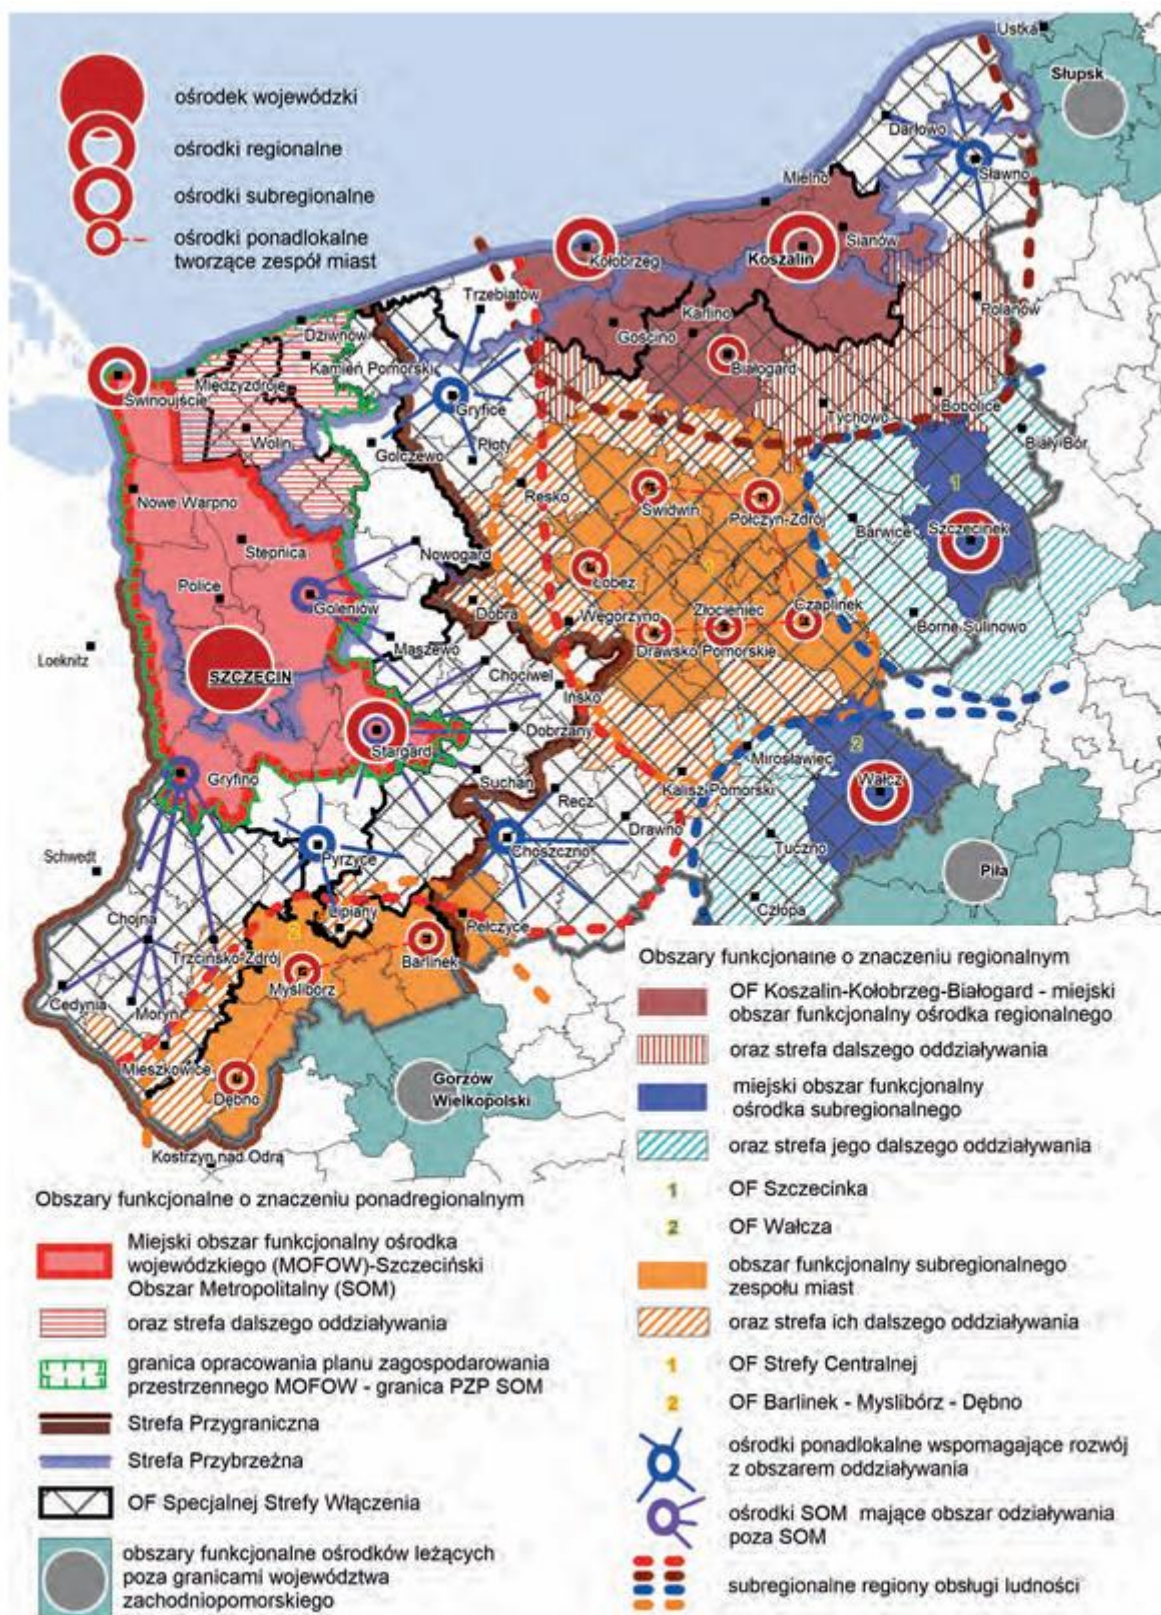 ośrodek wojewódzki
ośrodki regionalne
ośrodki subregionalne
ośrodki ponadlokalne
tworzące zespół miast
Ustka
Słupsk
Darłowo
Sławno
Mielno
Sianów
Kołobrzeg
Koszalin
Trzebiatów
Polanów
Karlino
Gościno
Dziwnów
Białogard
Kamień Pomorski
Międzyzdroje
Świnoujście
Gryfice
Tychowo
Bobolice
Wolin
Biały Bór
Golczewo
Płoty
1
Nowe Warpno
Resko
Świdwin
Połczyn-Zdrój
Barwice
Szczecinek
Stepnica
Nowogard
Police
Łobez
1
Goleniów
Dobra
Węgorzyno
Złocieniec
Czaplinek
Borne Sulinowo
Loeknitz
Maszewo
Drawsko Pomorskie
SZCZECIN
Chociwel
Ińsko
Stargard
Dobrzany
2
Mirosławiec
Gryfino
Suchań
Kalisz Pomorski
Wałcz
Recz
Drawno
Schwedt
Pyrzyce
Choszczno
Tuczno
Piła
Człopa
Chojna
Lipiany
Pełczyce
2
Trzcińsko-Zdrój
Barlinek
Cedynia
Myślibórz
Moryń
Mieszkowice
Dębno
Gorzów
Wielkopolski
Kostrzyn nad Odrą
Obszary funkcjonalne o znaczeniu ponadregionalnym
Miejski obszar funkcjonalny ośrodka
wojewódzkiego (MOFOW)-Szczeciński
Obszar Metropolitalny (SOM)
oraz strefa dalszego oddziaływania
granica opracowania planu zagospodarowania
przestrzennego MOFOW - granica PZP SOM
Strefa Przygraniczna
Strefa Przybrzeżna
OF Specjalnej Strefy Włączenia
obszary funkcjonalne ośrodków leżących
poza granicami województwa
zachodniopomorskiego
Obszary funkcjonalne o znaczeniu regionalnym
OF Koszalin-Kołobrzeg-Białogard - miejski
obszar funkcjonalny ośrodka regionalnego
oraz strefa dalszego oddziaływania
miejski obszar funkcjonalny
ośrodka subregionalnego
oraz strefa jego dalszego oddziaływania
1 OF Szczecinka
2 OF Wałcza
obszar funkcjonalny subregionalnego
zespołu miast
oraz strefa ich dalszego oddziaływania
1 OF Strefy Centralnej
2 OF Barlinek - Myslibórz - Dębno
ośrodki ponadlokalne wspomagające rozwój
z obszarem oddziaływania
ośrodki SOM mające obszar odziaływania
poza SOM
subregionalne regiony obsługi ludności